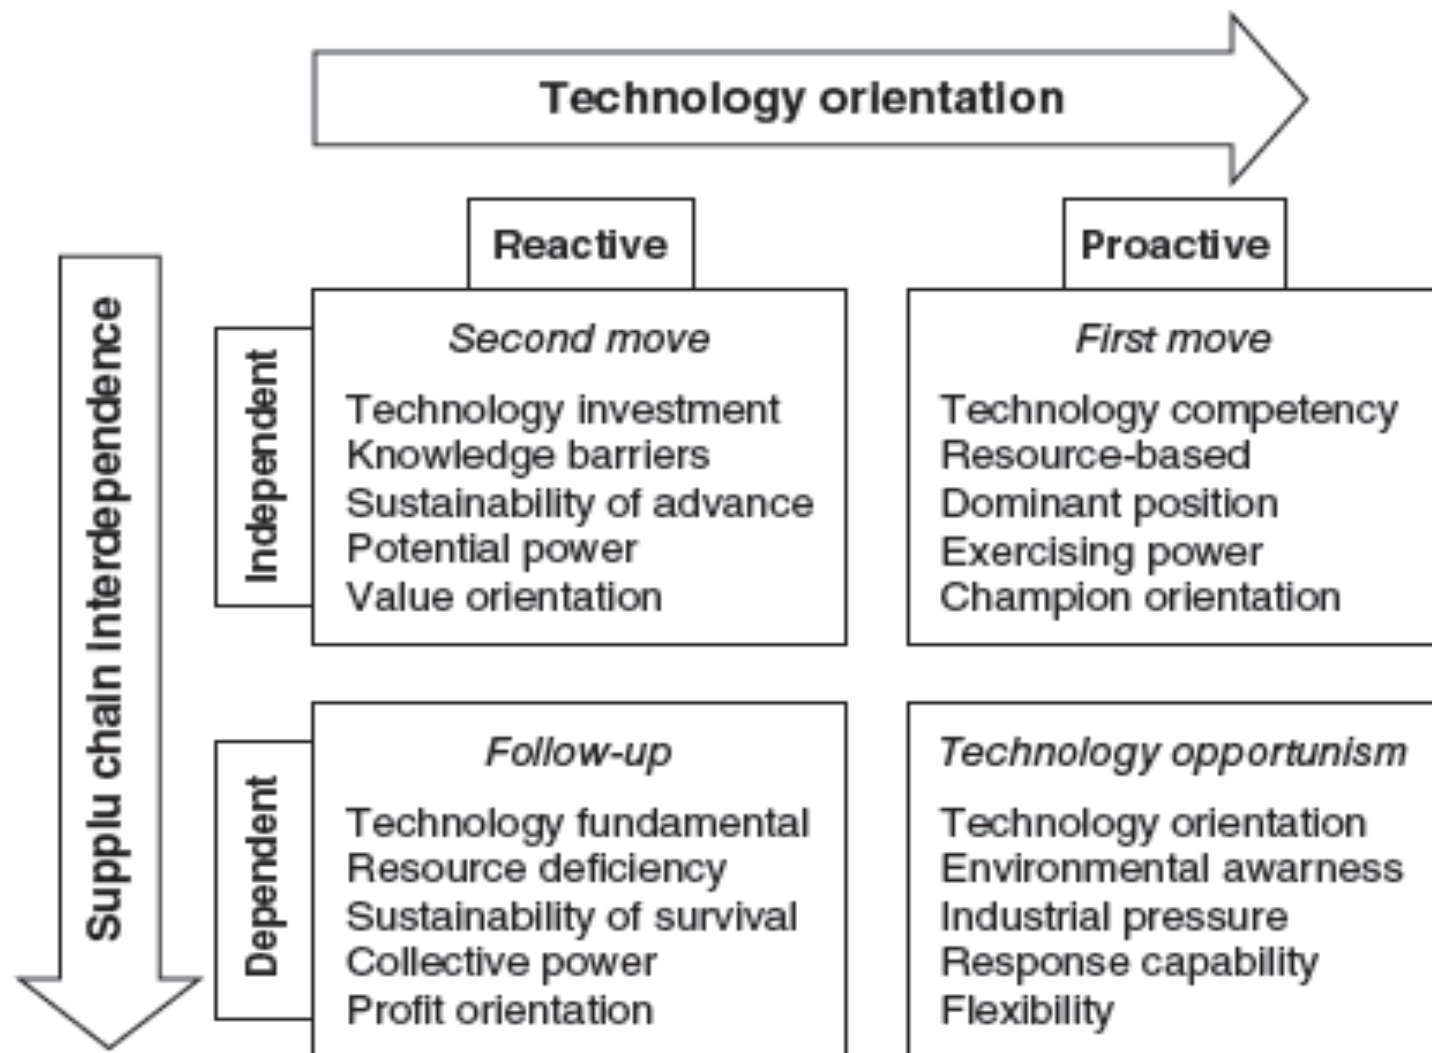 Technology orientation
Reactive
Proactive
Supplu chain Interdependence
Independent
Second move
Technology investment
Knowledge barriers
Sustainability of advance
Potential power
Value orientation
First move
Technology competency
Resource-based
Dominant position
Exercising power
Champion orientation
Dependent
Follow-up
Technology fundamental
Resource deficiency
Sustainability of survival
Collective power
Profit orientation
Technology opportunism
Technology orientation
Environmental awarness
Industrial pressure
Response capability
Flexibility